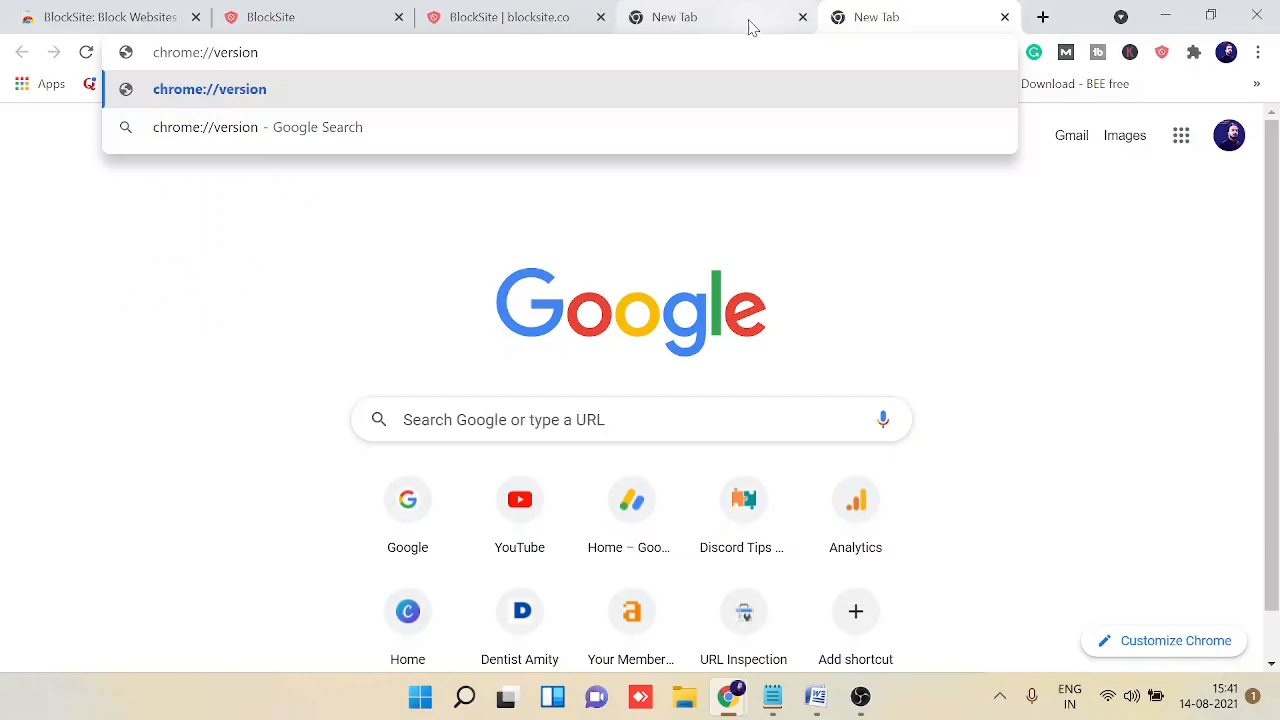 BlockSite: Block Websites
BlockSite
BlockSite | blocksite.co
New Tab
New Tab
chrome://version
chrome://version
chrome://version - Google Search
Apps
Download - BEE free
»
Gmail
Images
Google
Search Google or type a URL
Google
YouTube
Home – Goo...
Discord Tips ...
Analytics
Home
Dentist Amity
Your Member...
URL Inspection
Add shortcut
Customize Chrome
ENG
IN
15:41
14-08-2021
1